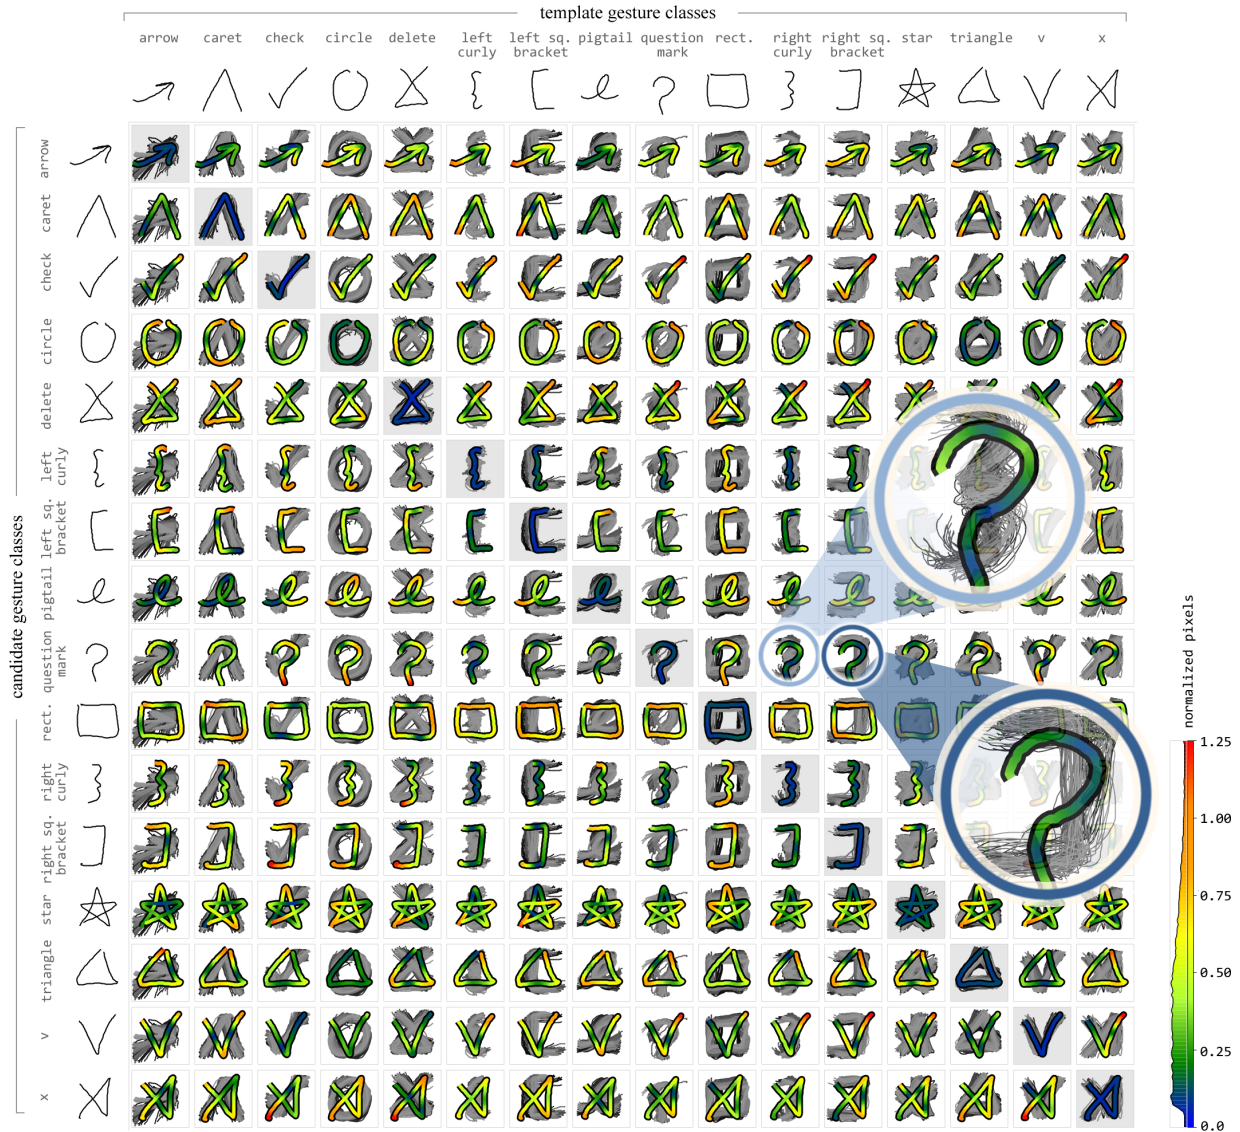 template gesture classes
arrow caret check circle delete left curly left sq. bracket pigtail question mark rect. right curly right sq. bracket star triangle v x
candidate gesture classes
arrow
caret
check
circle
delete
left curly
left sq. bracket
pigtail
question mark
rect.
right curly
right sq. bracket
star
triangle
v
x
normalized pixels
1.25
1.00
0.75
0.50
0.25
0.0